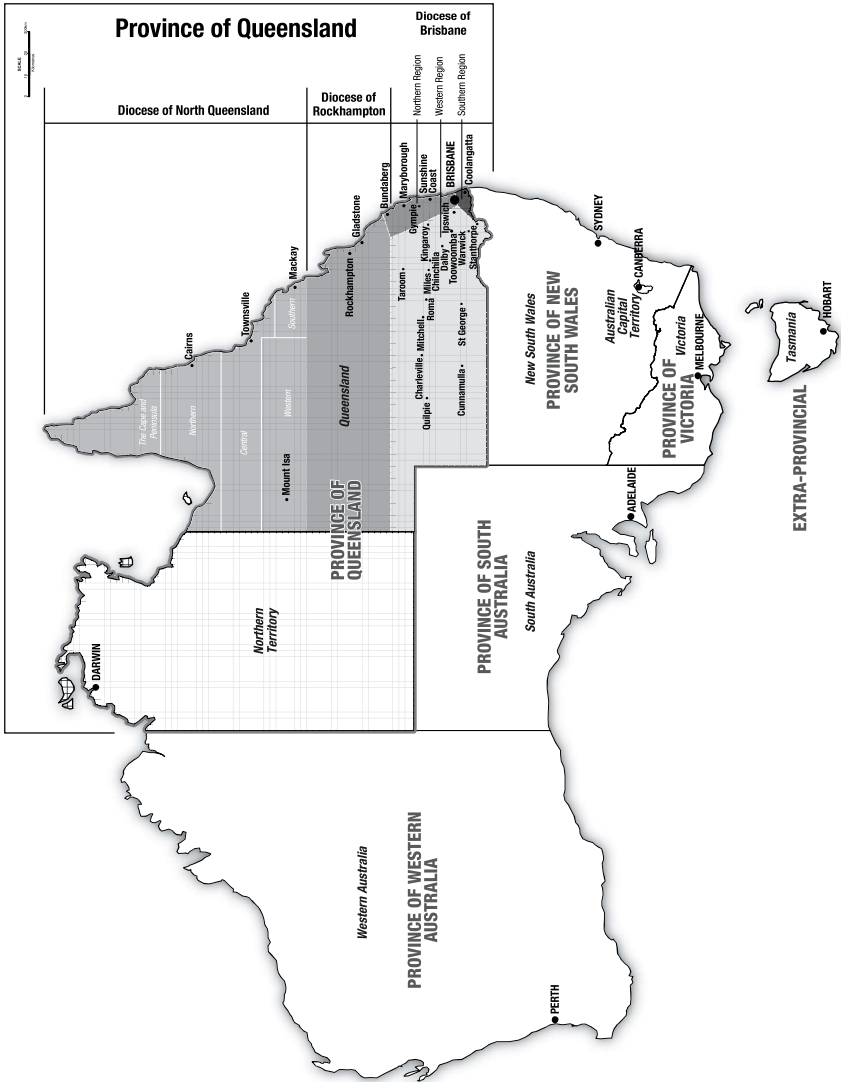 Province of Queensland
Diocese of
Brisbane
SCALE
Kilometres
Diocese of North Queensland
Diocese of
Rockhampton
Northern Region
Western Region
Southern Region
Bundaberg
Maryborough
Gympie
Sunshine
Coast
BRISBANE
Ipswich
Coolangatta
Gladstone
Rockhampton
Mackay
Townsville
Cairns
Taroom
Kingaroy
Miles
Chinchilla
Dalby
Toowoomba
Warwick
Stanthorpe
Roma
Mitchell
St George
Charleville
Quilpie
Cunnamulla
Southern
Western
Central
Northern
The Cape and
Peninsula
Mount Isa
Queensland
PROVINCE OF
QUEENSLAND
Northern
Territory
DARWIN
SYDNEY
CANBERRA
New South Wales
PROVINCE OF NEW
SOUTH WALES
Australian
Capital
Territory
Victoria
MELBOURNE
PROVINCE OF
VICTORIA
Tasmania
HOBART
EXTRA-PROVINCIAL
ADELAIDE
PROVINCE OF SOUTH
AUSTRALIA
South Australia
Western Australia
PROVINCE OF WESTERN
AUSTRALIA
PERTH